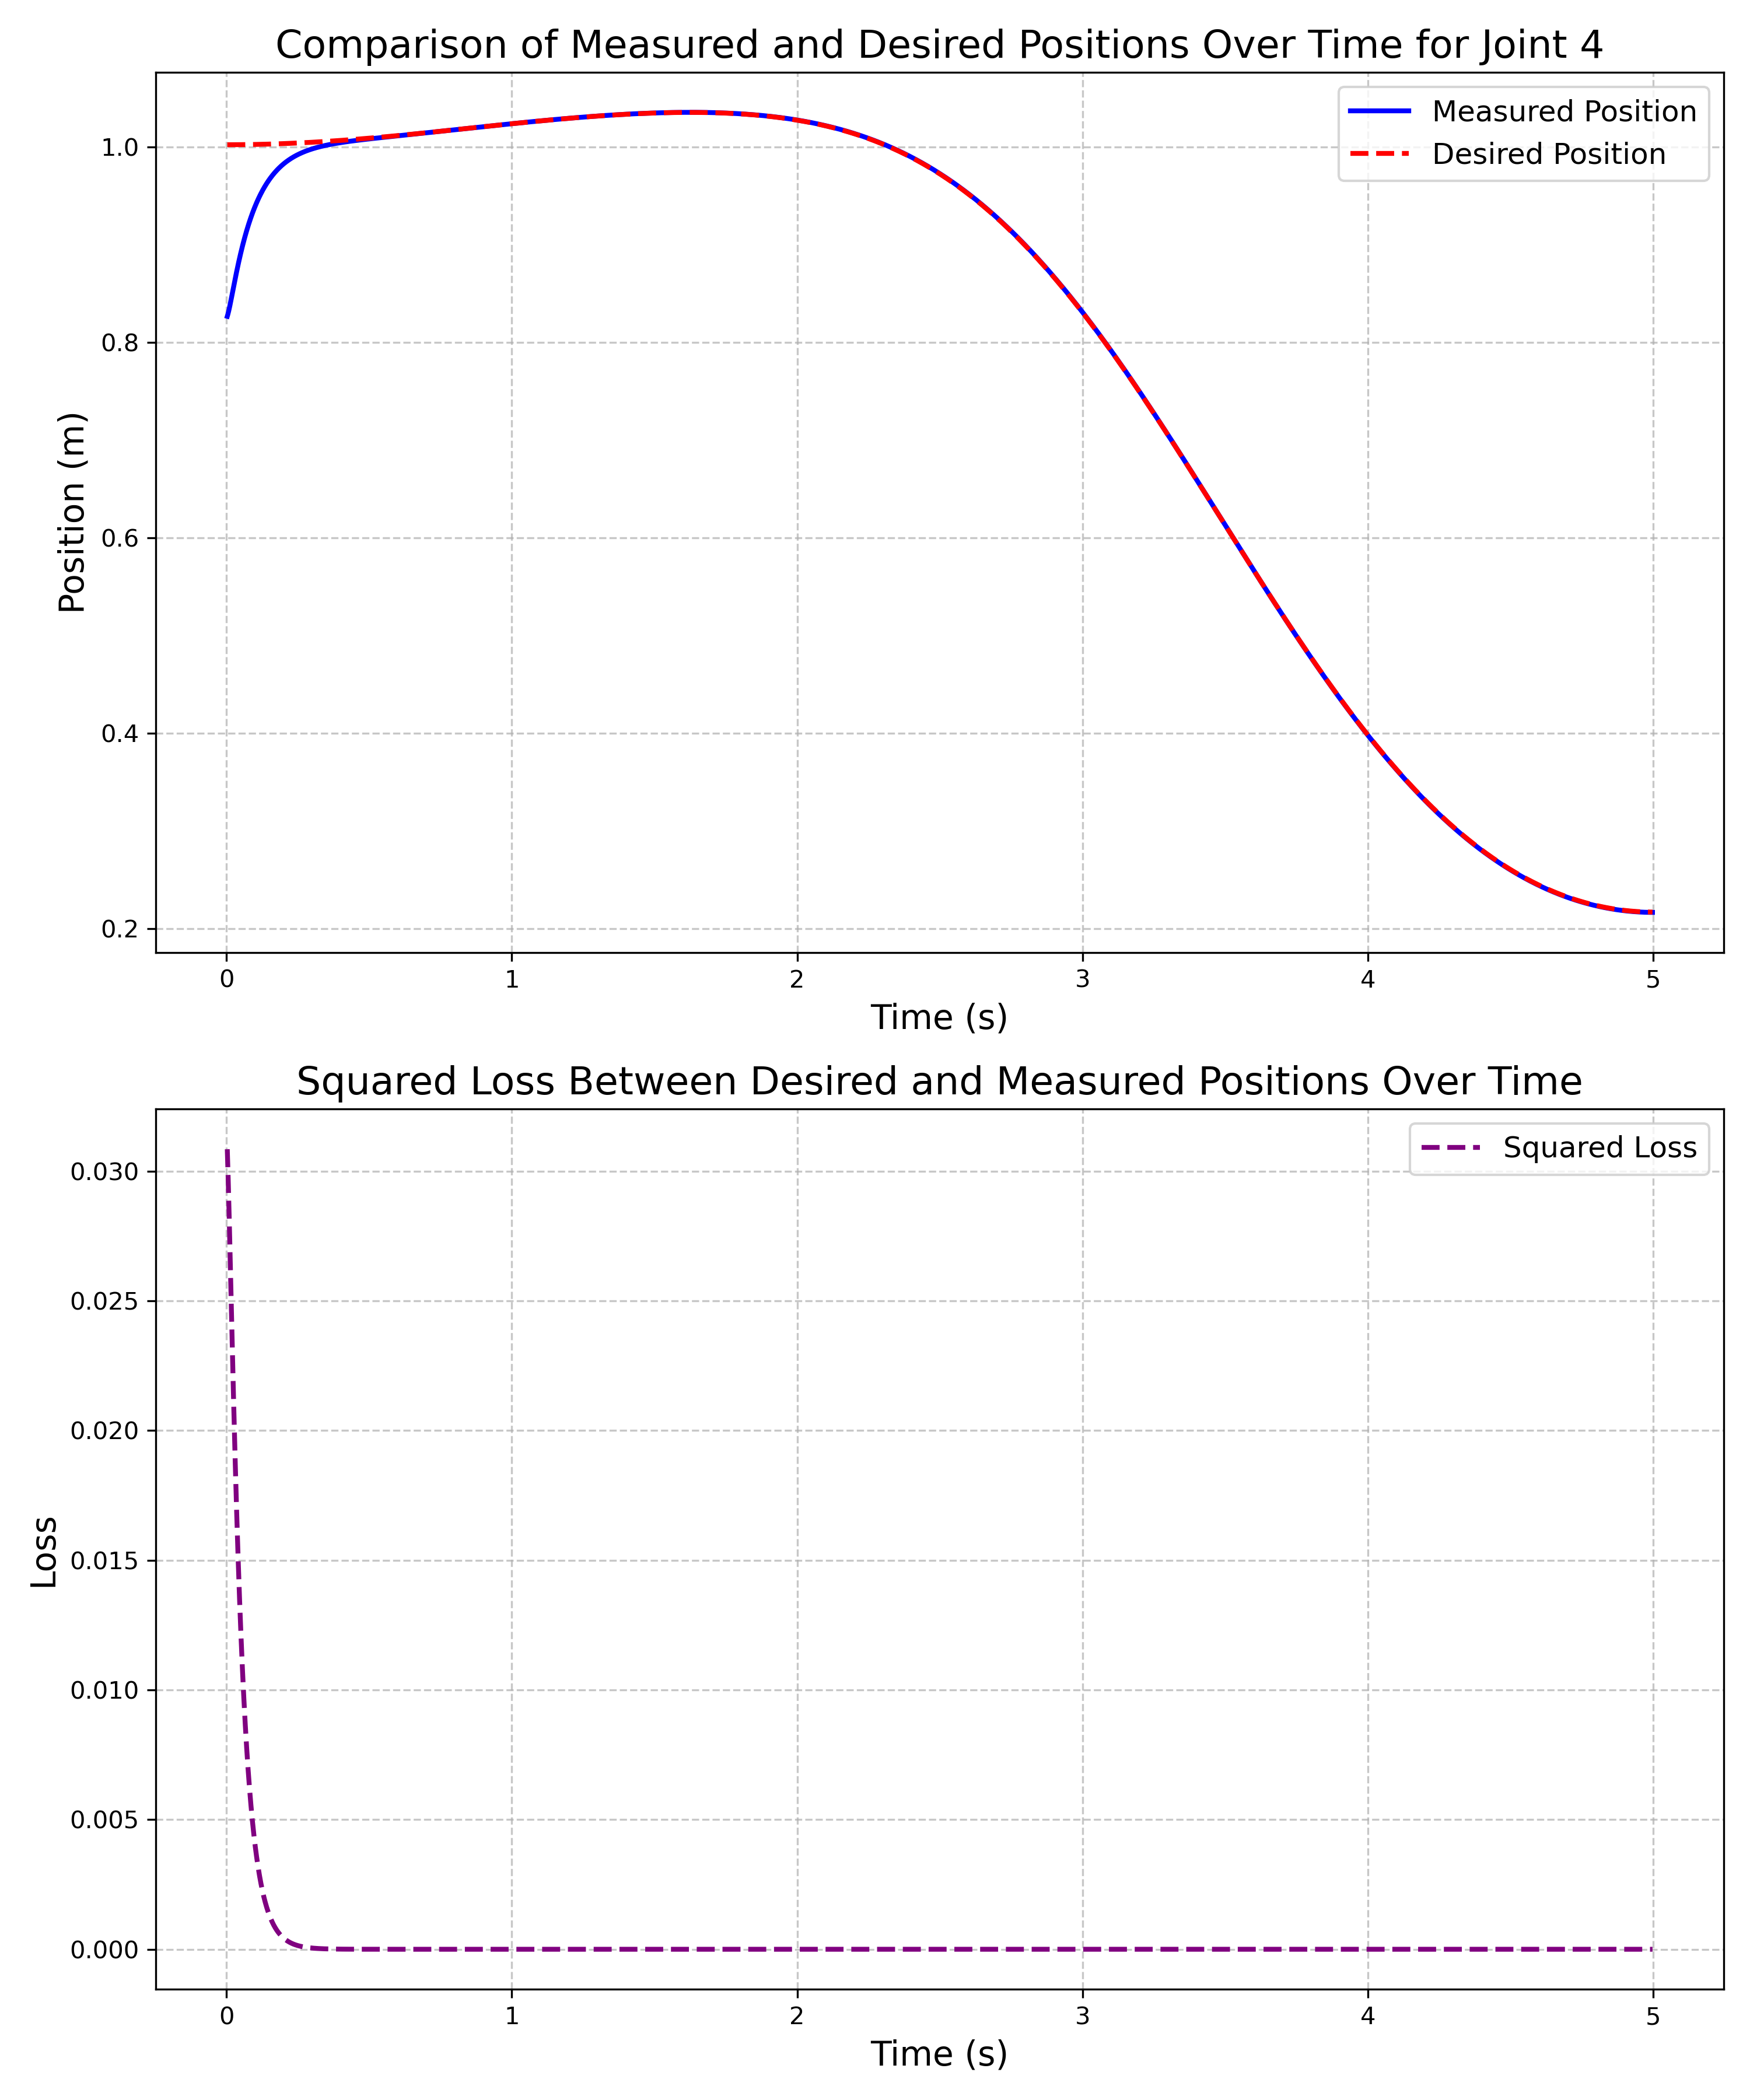 Comparison of Measured and Desired Positions Over Time for Joint 4
Measured Position
Desired Position
Position (m)
1.0
0.8
0.6
0.4
0.2
0 1 2 3 4 5
Time (s)
Squared Loss Between Desired and Measured Positions Over Time
Squared Loss
Loss
0.030
0.025
0.020
0.015
0.010
0.005
0.000
0 1 2 3 4 5
Time (s)